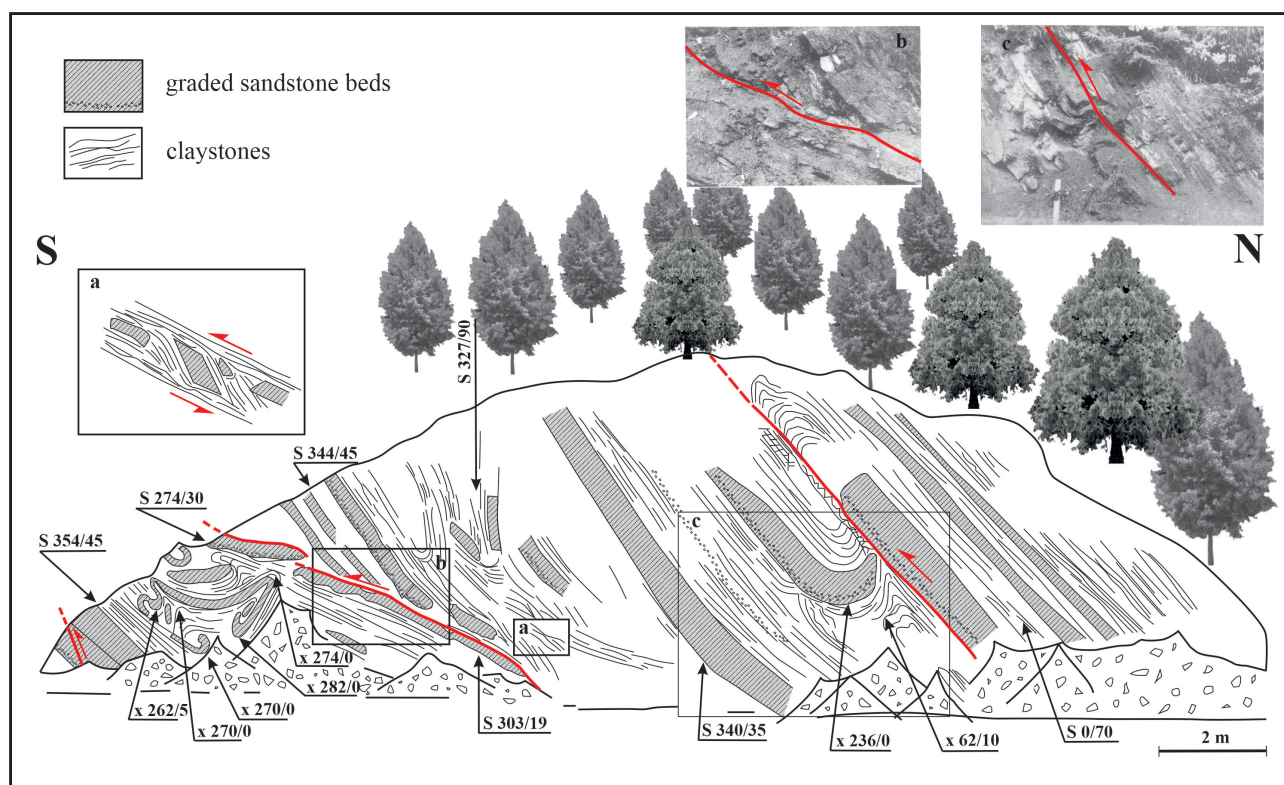 graded sandstone beds
claystones
b
c
S
N
a
S 327/90
S 344/45
S 274/30
S 354/45
c
b
a
x 274/0
x 282/0
x 262/5
x 270/0
x 270/0
S 303/19
S 340/35
x 236/0
x 62/10
S 0/70
2 m